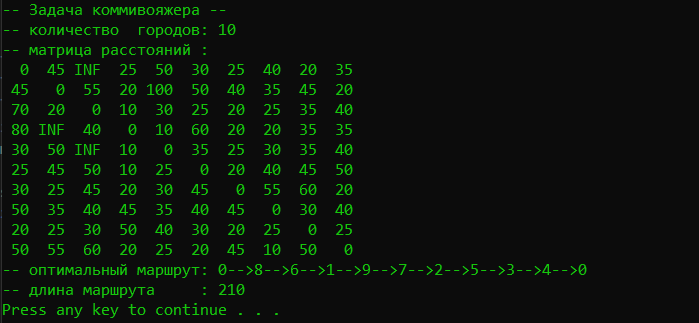 -- Задача коммивояжера --
-- количество  городов: 10
-- матрица расстояний :
  0  45 INF  25  50  30  25  40  20  35
 45   0  55  20 100  50  40  35  45  20
 70  20   0  10  30  25  20  25  35  40
 80 INF  40   0  10  60  20  20  35  35
 30  50 INF  10   0  35  25  30  35  40
 25  45  50  10  25   0  20  40  45  50
 30  25  45  20  30  45   0  55  60  20
 50  35  40  45  35  40  45   0  30  40
 20  25  30  50  40  30  20  25   0  25
 50  55  60  20  25  20  45  10  50   0
-- оптимальный маршрут: 0-->8-->6-->1-->9-->7-->2-->5-->3-->4-->0
-- длина маршрута     : 210
Press any key to continue . . .